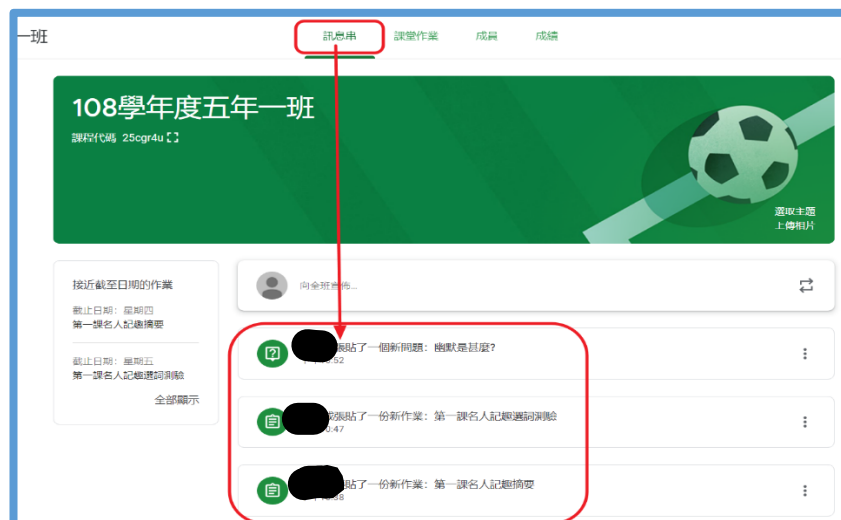 一班
訊息串 課堂作業 成員 成績
108學年度五年一班
課程代碼 25cgr4u
選取主題
上傳相片
接近截至日期的作業
截止日期：星期四
第一課名人記趣摘要
截止日期：星期五
第一課名人記趣選詞測驗
全部顯示
向全班宣佈...
張貼了一個新問題：幽默是甚麼?
:52
張貼了一份新作業：第一課名人記趣選詞測驗
0:47
貼了一份新作業：第一課名人記趣摘要
:38